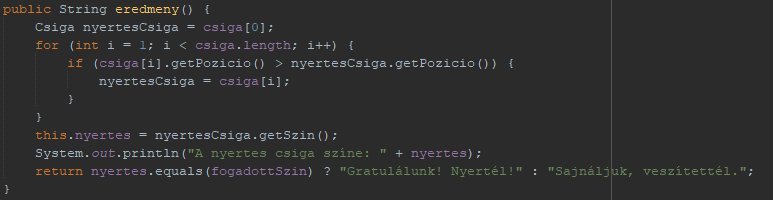 public String eredmeny() {
    Csiga nyertesCsiga = csiga[0];
    for (int i = 1; i < csiga.length; i++) {
        if (csiga[i].getPozicio() > nyertesCsiga.getPozicio()) {
            nyertesCsiga = csiga[i];
        }
    }
    this.nyertes = nyertesCsiga.getSzin();
    System.out.println("A nyertes csiga színe: " + nyertes);
    return nyertes.equals(fogadottSzin) ? "Gratulálunk! Nyertél!" : "Sajnáljuk, veszítettél.";
}